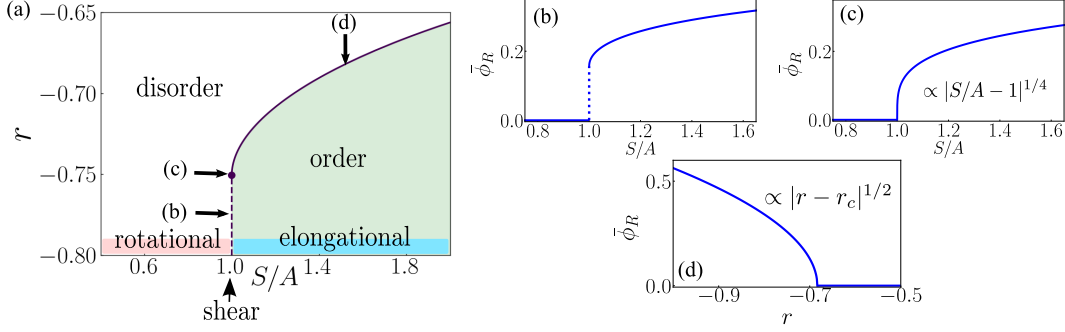 (a)
−0.65
−0.70
−0.75
−0.80
r
disorder
(d)
(c)
(b)
order
rotational
elongational
0.6
1.0
1.4
1.8
S/A
shear
(b)
0.2
0.0
ϕ̄_R
0.8
1.0
1.2
1.4
1.6
S/A
(c)
0.2
0.0
ϕ̄_R
∝ |S/A − 1|^{1/4}
0.8
1.0
1.2
1.4
1.6
S/A
0.5
0.0
ϕ̄_R
∝ |r − r_c|^{1/2}
(d)
−0.9
−0.7
−0.5
r